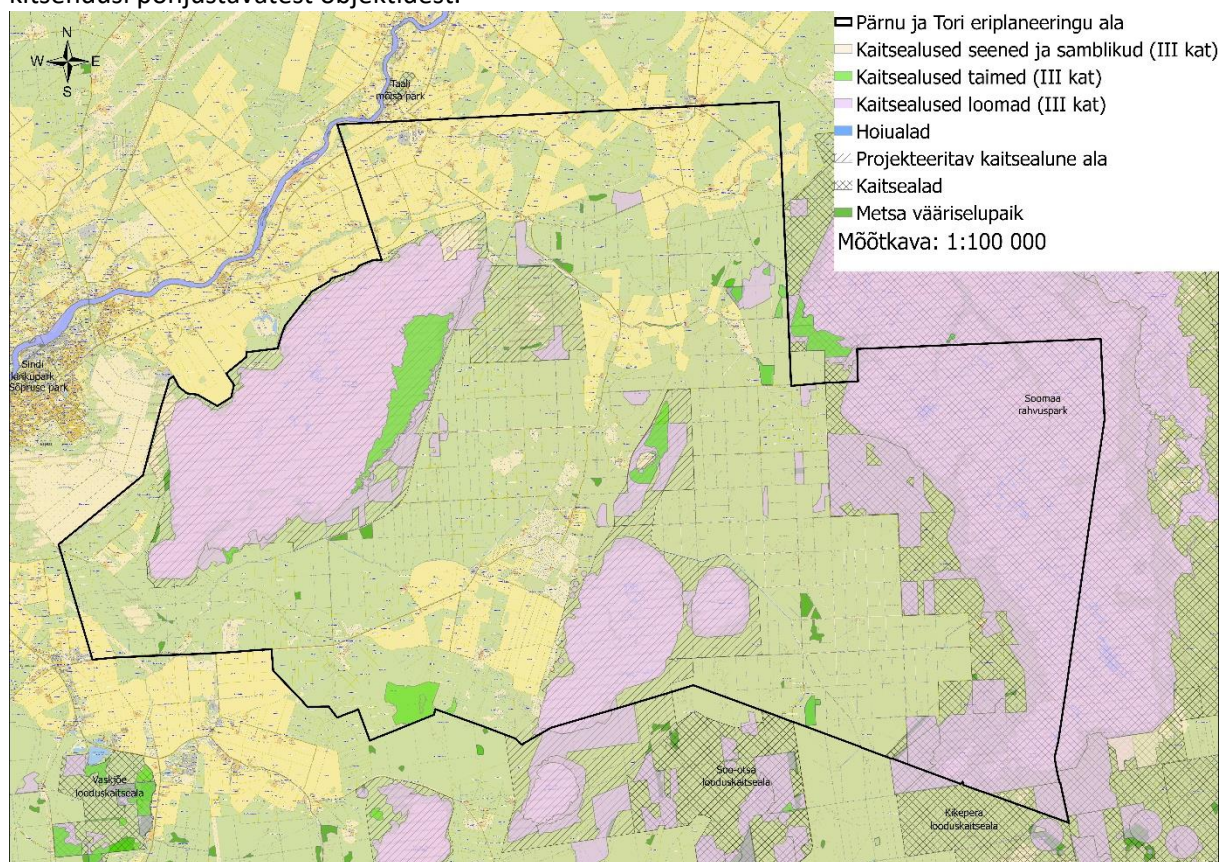 kitsendusi põhjustavatest objektidest.
N
W E
S
Pärnu ja Tori eriplaneeringu ala
Kaitsealused seened ja samblikud (III kat)
Kaitsealused taimed (III kat)
Kaitsealused loomad (III kat)
Hoiualad
Projekteeritav kaitsealune ala
Kaitsealad
Metsa vääriselupaik
Mõõtkava: 1:100 000
Taali
mõisa park
Sindi
kirikupark
Sõpruse park
Soomaa
rahvuspark
Vaskjõe
looduskaitseala
Soo-otsa
looduskaitseala
Kikepera
looduskaitseala